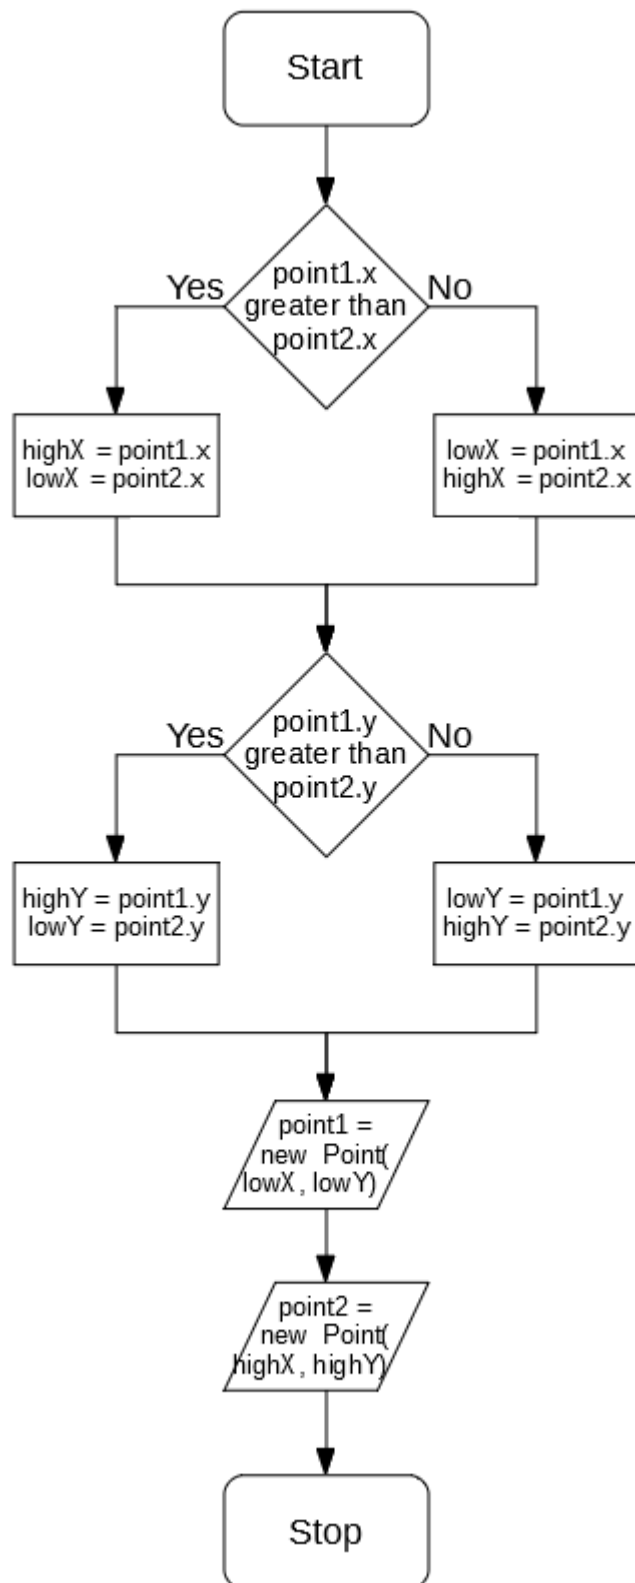 Start
point1.x
greater than
point2.x
Yes
No
highX = point1.x
lowX = point2.x
lowX = point1.x
highX = point2.x
point1.y
greater than
point2.y
Yes
No
highY = point1.y
lowY = point2.y
lowY = point1.y
highY = point2.y
point1 =
new Point(
lowX, lowY)
point2 =
new Point(
highX, highY)
Stop